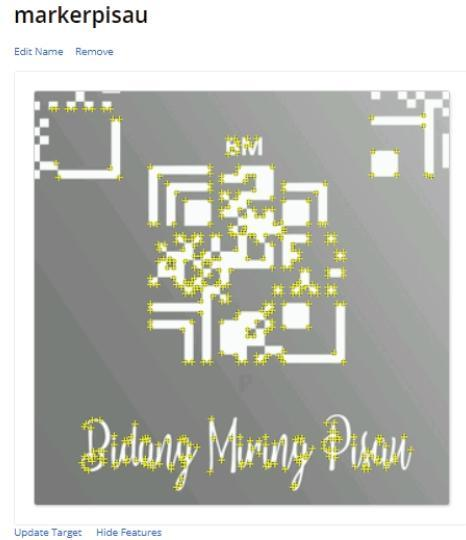 markerpisau
Edit Name Remove
BM
P
Bidang Miring Pisau
Update Target Hide Features